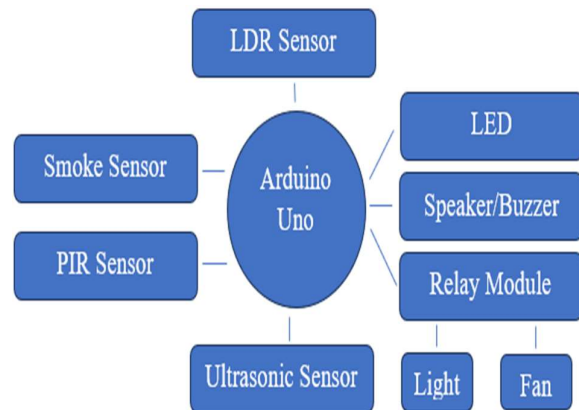 LDR Sensor
LED
Smoke Sensor
Arduino
Uno
Speaker/Buzzer
PIR Sensor
Relay Module
Ultrasonic Sensor
Light
Fan